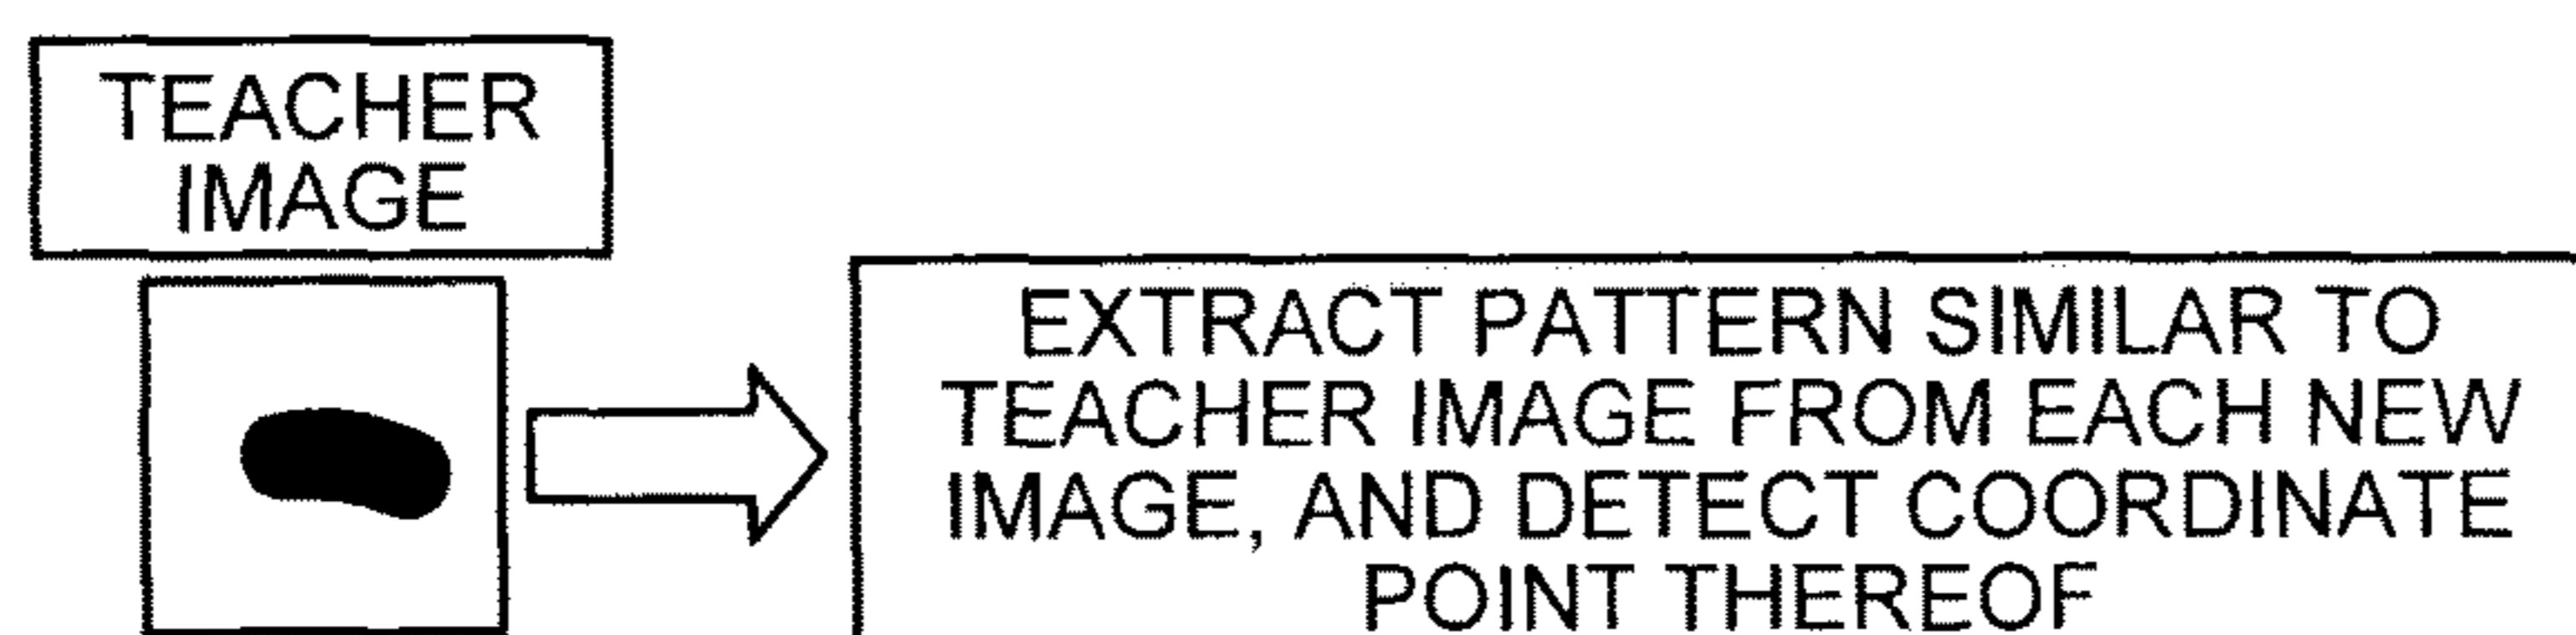 TEACHER
IMAGE
EXTRACT PATTERN SIMILAR TO
TEACHER IMAGE FROM EACH NEW
IMAGE, AND DETECT COORDINATE
POINT THEREOF